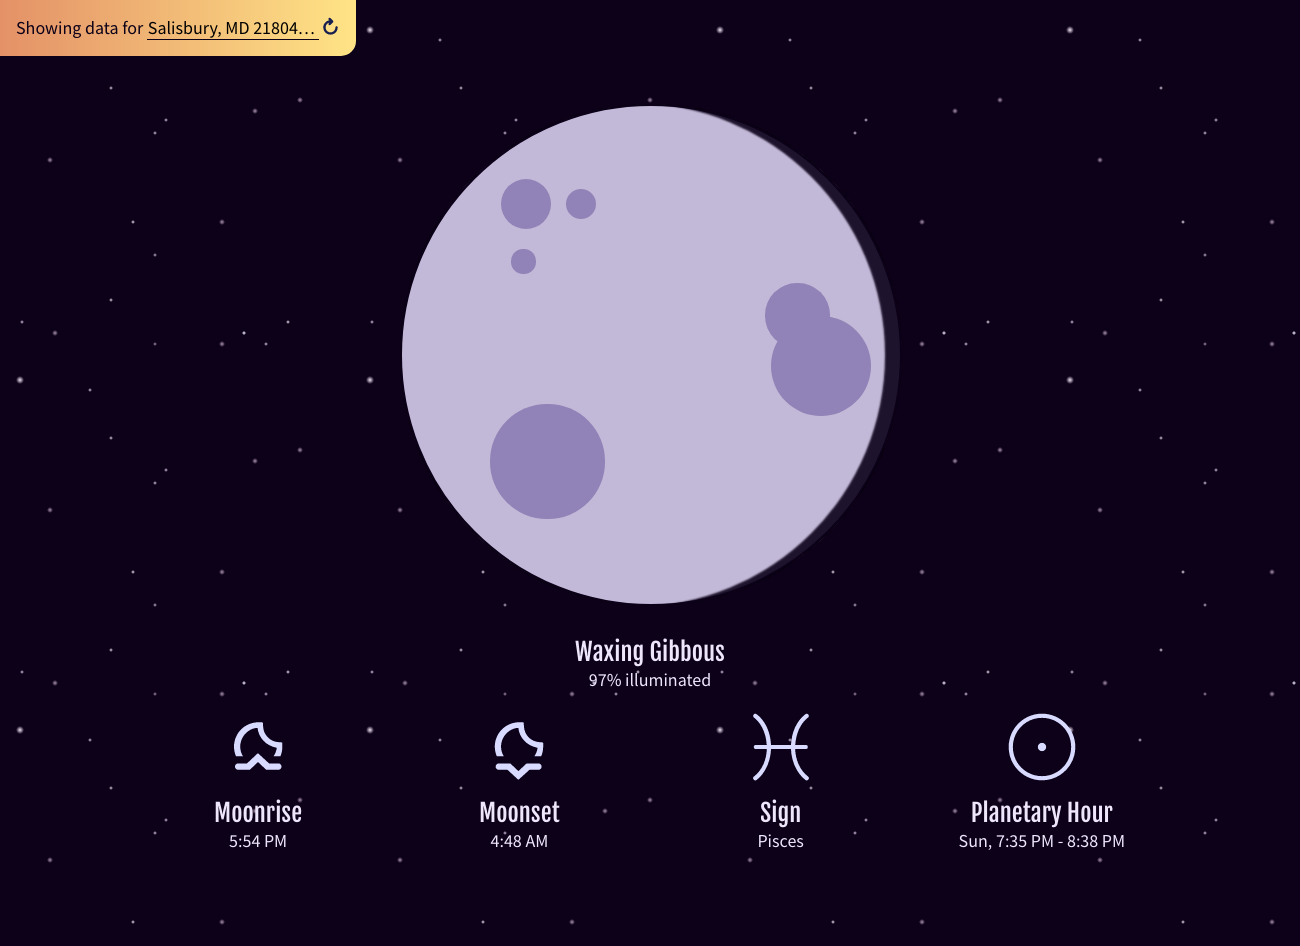 Showing data for Salisbury, MD 21804…
Waxing Gibbous
97% illuminated
Moonrise
5:54 PM
Moonset
4:48 AM
Sign
Pisces
Planetary Hour
Sun, 7:35 PM - 8:38 PM